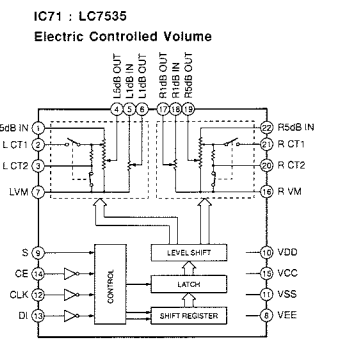 IC71 : LC7535
Electric Controlled Volume
L5dB OUT
L1dB IN
L1dB OUT
R1dB OUT
R1dB IN
R5dB OUT
4 5 6 17 18 19
5dB IN 1
22 R5dB IN
L CT1 2
21 R CT1
L CT2 3
20 R CT2
LVM 7
16 R VM
S 9
LEVEL SHIFT
10 VDD
CE 14
CONTROL
LATCH
15 VCC
CLK 12
11 VSS
DI 13
SHIFT REGISTER
8 VEE